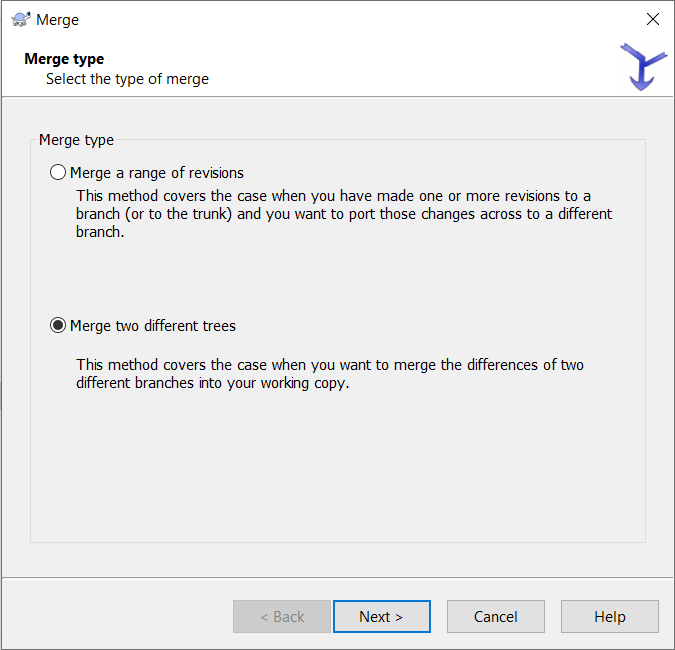 Merge
Merge type
Select the type of merge
Merge type
Merge a range of revisions
This method covers the case when you have made one or more revisions to a
branch (or to the trunk) and you want to port those changes across to a different
branch.
Merge two different trees
This method covers the case when you want to merge the differences of two
different branches into your working copy.
< Back
Next >
Cancel
Help